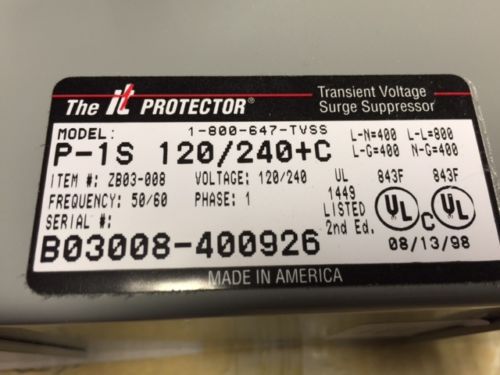 The it PROTECTOR® Transient Voltage Surge Suppressor
MODEL: 1-800-647-TVSS L-N=400 L-L=800
P-1S 120/240+C L-G=400 N-G=400
ITEM #: ZB03-008 VOLTAGE: 120/240 UL 843F 843F
FREQUENCY: 50/60 PHASE: 1 1449 LISTED 2nd Ed. UL C UL
SERIAL #:
B03008-400926 08/13/98
MADE IN AMERICA